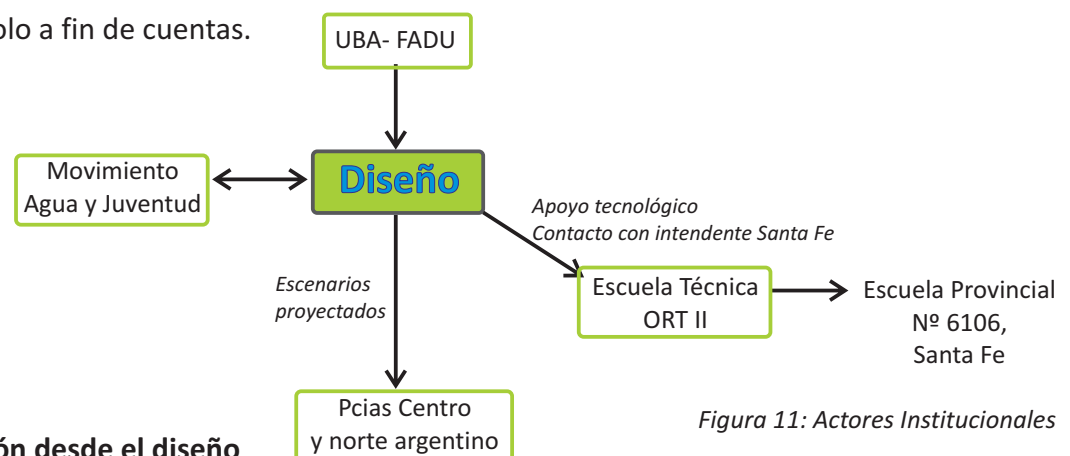 a fin de cuentas.
UBA- FADU
Movimiento
Agua y Juventud
Diseño
Apoyo tecnológico
Contacto con intendente Santa Fe
Escenarios
proyectados
Escuela Técnica
ORT II
Escuela Provincial
Nº 6106,
Santa Fe
Pcias Centro
y norte argentino
Figura 11: Actores Institucionales
desde el diseño